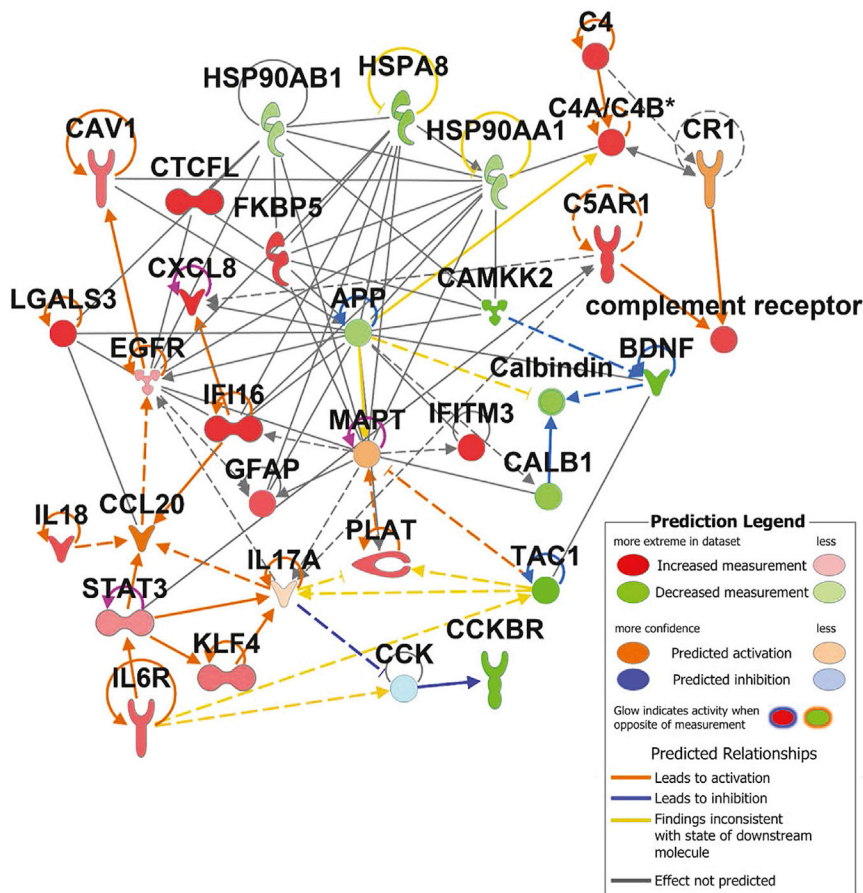 C4
HSP90AB1
HSPA8
C4A/C4B*
CAV1
HSP90AA1
CR1
CTCFL
FKBP5
C5AR1
CXCL8
CAMKK2
LGALS3
APP
complement receptor
EGFR
Calbindin
BDNF
IFI16
MAPT
IFITM3
GFAP
CALB1
IL18
CCL20
PLAT
IL17A
TAC1
STAT3
KLF4
CCK
CCKBR
IL6R
Prediction Legend
more extreme in dataset less
Increased measurement
Decreased measurement
more confidence less
Predicted activation
Predicted inhibition
Glow indicates activity when
opposite of measurement
Predicted Relationships
Leads to activation
Leads to inhibition
Findings inconsistent
with state of downstream
molecule
Effect not predicted